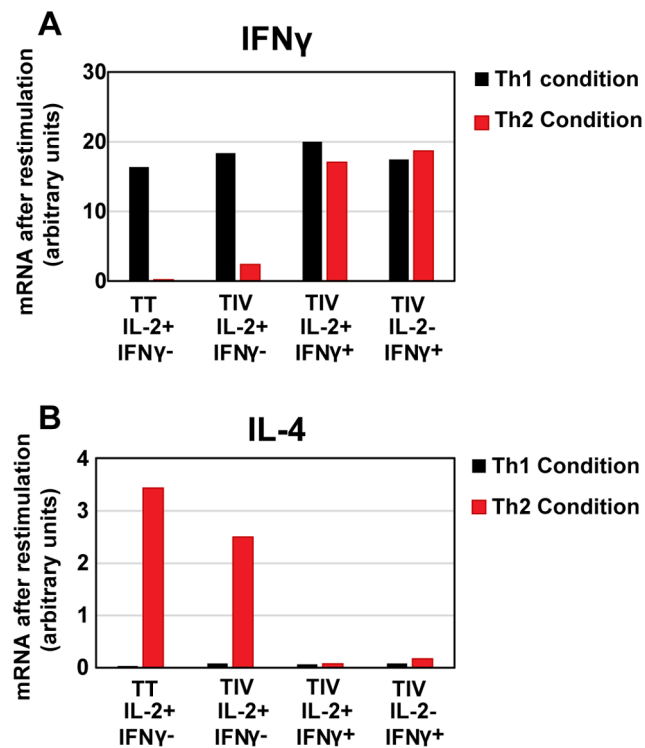 A
IFNγ
mRNA after restimulation
(arbitrary units)
30
20
10
0
Th1 condition
Th2 Condition
TT
IL-2+
IFNγ-
TIV
IL-2+
IFNγ-
TIV
IL-2+
IFNγ+
TIV
IL-2-
IFNγ+
B
IL-4
mRNA after restimulation
(arbitrary units)
4
3
2
1
0
Th1 Condition
Th2 Condition
TT
IL-2+
IFNγ-
TIV
IL-2+
IFNγ-
TIV
IL-2+
IFNγ+
TIV
IL-2-
IFNγ+